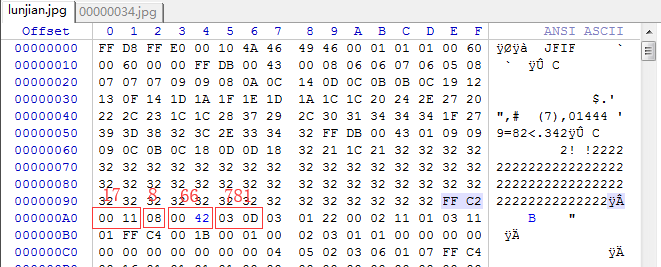 lunjian.jpg 00000034.jpg
Offset 0 1 2 3 4 5 6 7 8 9 A B C D E F ANSI ASCII
00000000 FF D8 FF E0 00 10 4A 46 49 46 00 01 01 01 00 60 ÿØÿà JFIF `
00000010 00 60 00 00 FF DB 00 43 00 08 06 06 07 06 05 08 ` ÿÛ C
00000020 07 07 07 09 09 08 0A 0C 14 0D 0C 0B 0B 0C 19 12
00000030 13 0F 14 1D 1A 1F 1E 1D 1A 1C 1C 20 24 2E 27 20 $.'
00000040 22 2C 23 1C 1C 28 37 29 2C 30 31 34 34 34 1F 27 ",# (7),01444 '
00000050 39 3D 38 32 3C 2E 33 34 32 FF DB 00 43 01 09 09 9=82<.342ÿÛ C
00000060 09 0C 0B 0C 18 0D 0D 18 32 21 1C 21 32 32 32 32 2! !2222
00000070 32 32 32 32 32 32 32 32 32 32 32 32 32 32 32 32 2222222222222222
00000080 32 32 32 32 32 32 32 32 32 32 32 32 32 32 32 32 2222222222222222
00000090 32 32 32 32 32 32 32 32 32 32 32 32 32 32 FF C2 22222222222222ÿÂ
17 8 66 781
000000A0 00 11 08 00 42 03 0D 03 01 22 00 02 11 01 03 11 B "
000000B0 01 FF C4 00 1B 00 01 00 02 03 01 01 00 00 00 00 ÿÄ
000000C0 00 00 00 00 00 00 00 04 05 02 03 06 01 07 FF C4 ÿÄ